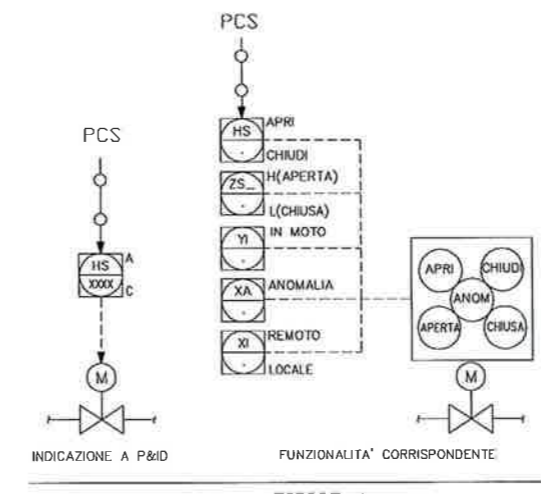 PCS
PCS
HS
XXXX
A
C
M
INDICAZIONE A P&ID
HS
.
APRI
CHIUDI
ZS_
.
H(APERTA)
L(CHIUSA)
YI
.
IN MOTO
XA
.
ANOMALIA
XI
.
REMOTO
LOCALE
APRI
CHIUDI
ANOM
APERTA
CHIUSA
M
FUNZIONALITA' CORRISPONDENTE